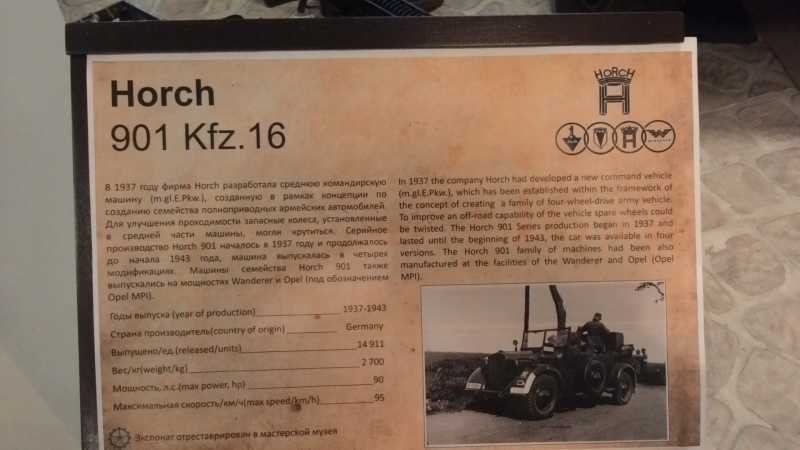 Horch
901 Kfz.16
HORCH
В 1937 году фирма Horch разработала среднюю командирскую
машину (m.gl.E.Pkw.), созданную в рамках концепции по
созданию семейства полноприводных армейских автомобилей.
Для улучшения проходимости запасные колеса, установленные
в средней части машины, могли крутиться. Серийное
производство Horch 901 началось в 1937 году и продолжалось
до начала 1943 года, машина выпускалась в четырех
модификациях. Машины семейства Horch 901 также
выпускались на мощностях Wanderer и Opel (под обозначением
Opel MPI).
In 1937 the company Horch had developed a new command vehicle
(m.gl.E.Pkw.), which has been established within the framework of
the concept of creating a family of four-wheel-drive army vehicle.
To improve an off-road capability of the vehicle spare wheels could
be twisted. The Horch 901 Series production began in 1937 and
lasted until the beginning of 1943, the car was available in four
versions. The Horch 901 family of machines had been also
manufactured at the facilities of the Wanderer and Opel (Opel
MPI).
Годы выпуска (year of production) 1937-1943
Страна производитель(country of origin) Germany
Выпущено/ед.(released/units) 14 911
Вес/кг(weight/kg) 2 700
Мощность, л.с.(max power, hp) 90
Максимальная скорость/км/ч(max speed/km/h) 95
Экспонат отреставрирован в мастерской музея